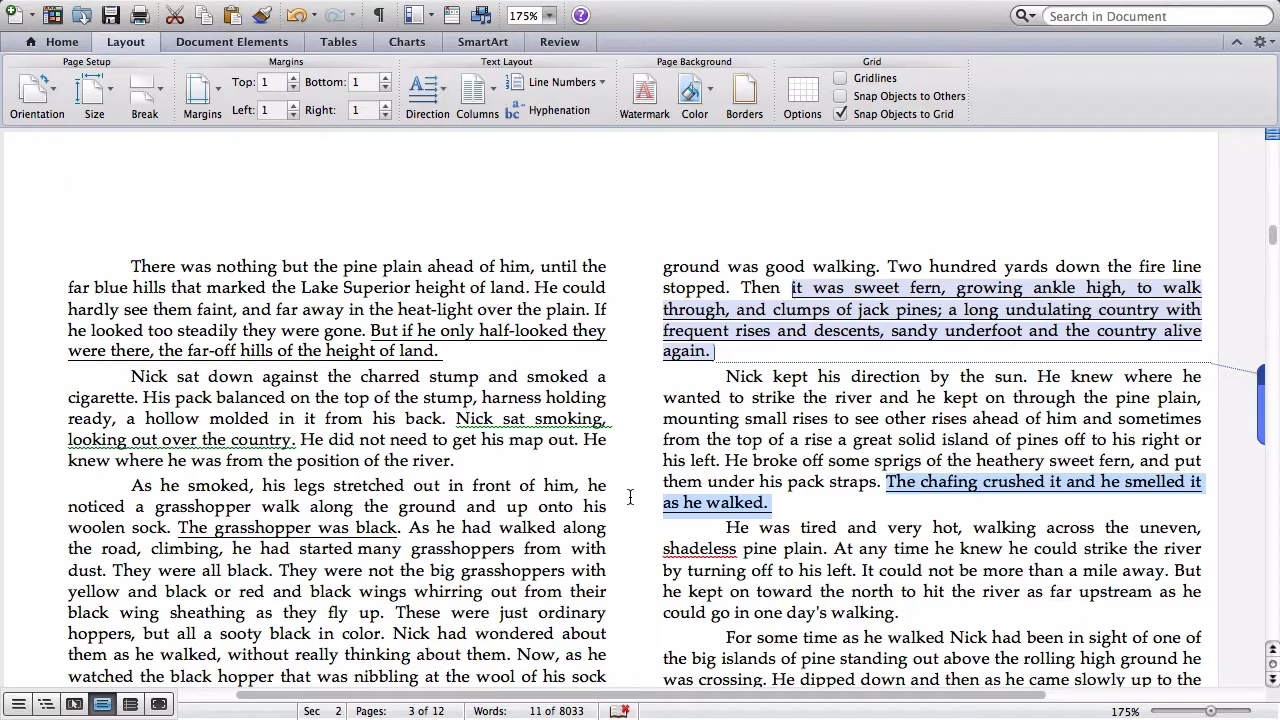 175%
Search in Document
Home Layout Document Elements Tables Charts SmartArt Review
Page Setup Margins Text Layout Page Background Grid
Orientation Size Break Margins Top: 1 Bottom: 1 Left: 1 Right: 1 Direction Columns Line Numbers Hyphenation Watermark Color Borders Options Gridlines
Snap Objects to Others
Snap Objects to Grid
There was nothing but the pine plain ahead of him, until the
far blue hills that marked the Lake Superior height of land. He could
hardly see them faint, and far away in the heat-light over the plain. If
he looked too steadily they were gone. But if he only half-looked they
were there, the far-off hills of the height of land.
Nick sat down against the charred stump and smoked a
cigarette. His pack balanced on the top of the stump, harness holding
ready, a hollow molded in it from his back. Nick sat smoking,
looking out over the country. He did not need to get his map out. He
knew where he was from the position of the river.
As he smoked, his legs stretched out in front of him, he
noticed a grasshopper walk along the ground and up onto his
woolen sock. The grasshopper was black. As he had walked along
the road, climbing, he had started many grasshoppers from with
dust. They were all black. They were not the big grasshoppers with
yellow and black or red and black wings whirring out from their
black wing sheathing as they fly up. These were just ordinary
hoppers, but all a sooty black in color. Nick had wondered about
them as he walked, without really thinking about them. Now, as he
watched the black hopper that was nibbling at the wool of his sock
ground was good walking. Two hundred yards down the fire line
stopped. Then it was sweet fern, growing ankle high, to walk
through, and clumps of jack pines; a long undulating country with
frequent rises and descents, sandy underfoot and the country alive
again.
Nick kept his direction by the sun. He knew where he
wanted to strike the river and he kept on through the pine plain,
mounting small rises to see other rises ahead of him and sometimes
from the top of a rise a great solid island of pines off to his right or
his left. He broke off some sprigs of the heathery sweet fern, and put
them under his pack straps. The chafing crushed it and he smelled it
as he walked.
He was tired and very hot, walking across the uneven,
shadeless pine plain. At any time he knew he could strike the river
by turning off to his left. It could not be more than a mile away. But
he kept on toward the north to hit the river as far upstream as he
could go in one day's walking.
For some time as he walked Nick had been in sight of one of
the big islands of pine standing out above the rolling high ground he
was crossing. He dipped down and then as he came slowly up to the
Sec 2 Pages: 3 of 12 Words: 11 of 8033 175%